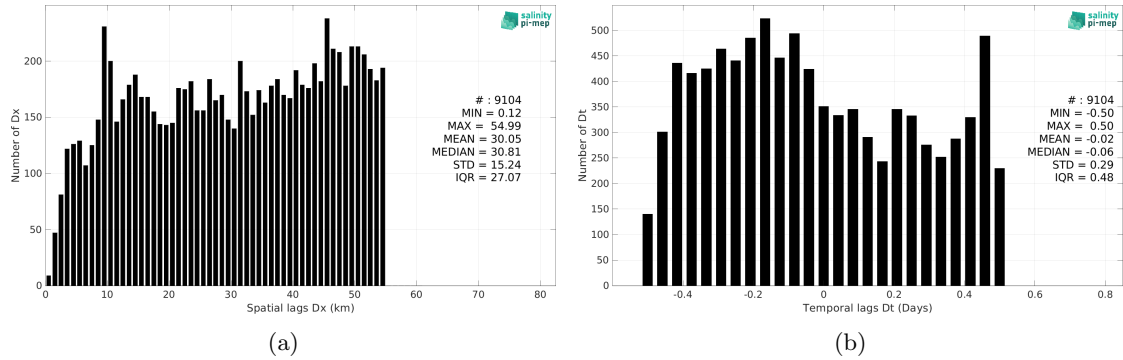 salinity
pi-mep
200
150
100
50
0
Number of Dx
# : 9104
MIN = 0.12
MAX = 54.99
MEAN = 30.05
MEDIAN = 30.81
STD = 15.24
IQR = 27.07
0 10 20 30 40 50 60 70 80
Spatial lags Dx (km)
(a)
salinity
pi-mep
500
450
400
350
300
250
200
150
100
50
0
Number of Dt
# : 9104
MIN = -0.50
MAX = 0.50
MEAN = -0.02
MEDIAN = -0.06
STD = 0.29
IQR = 0.48
-0.4 -0.2 0 0.2 0.4 0.6 0.8
Temporal lags Dt (Days)
(b)